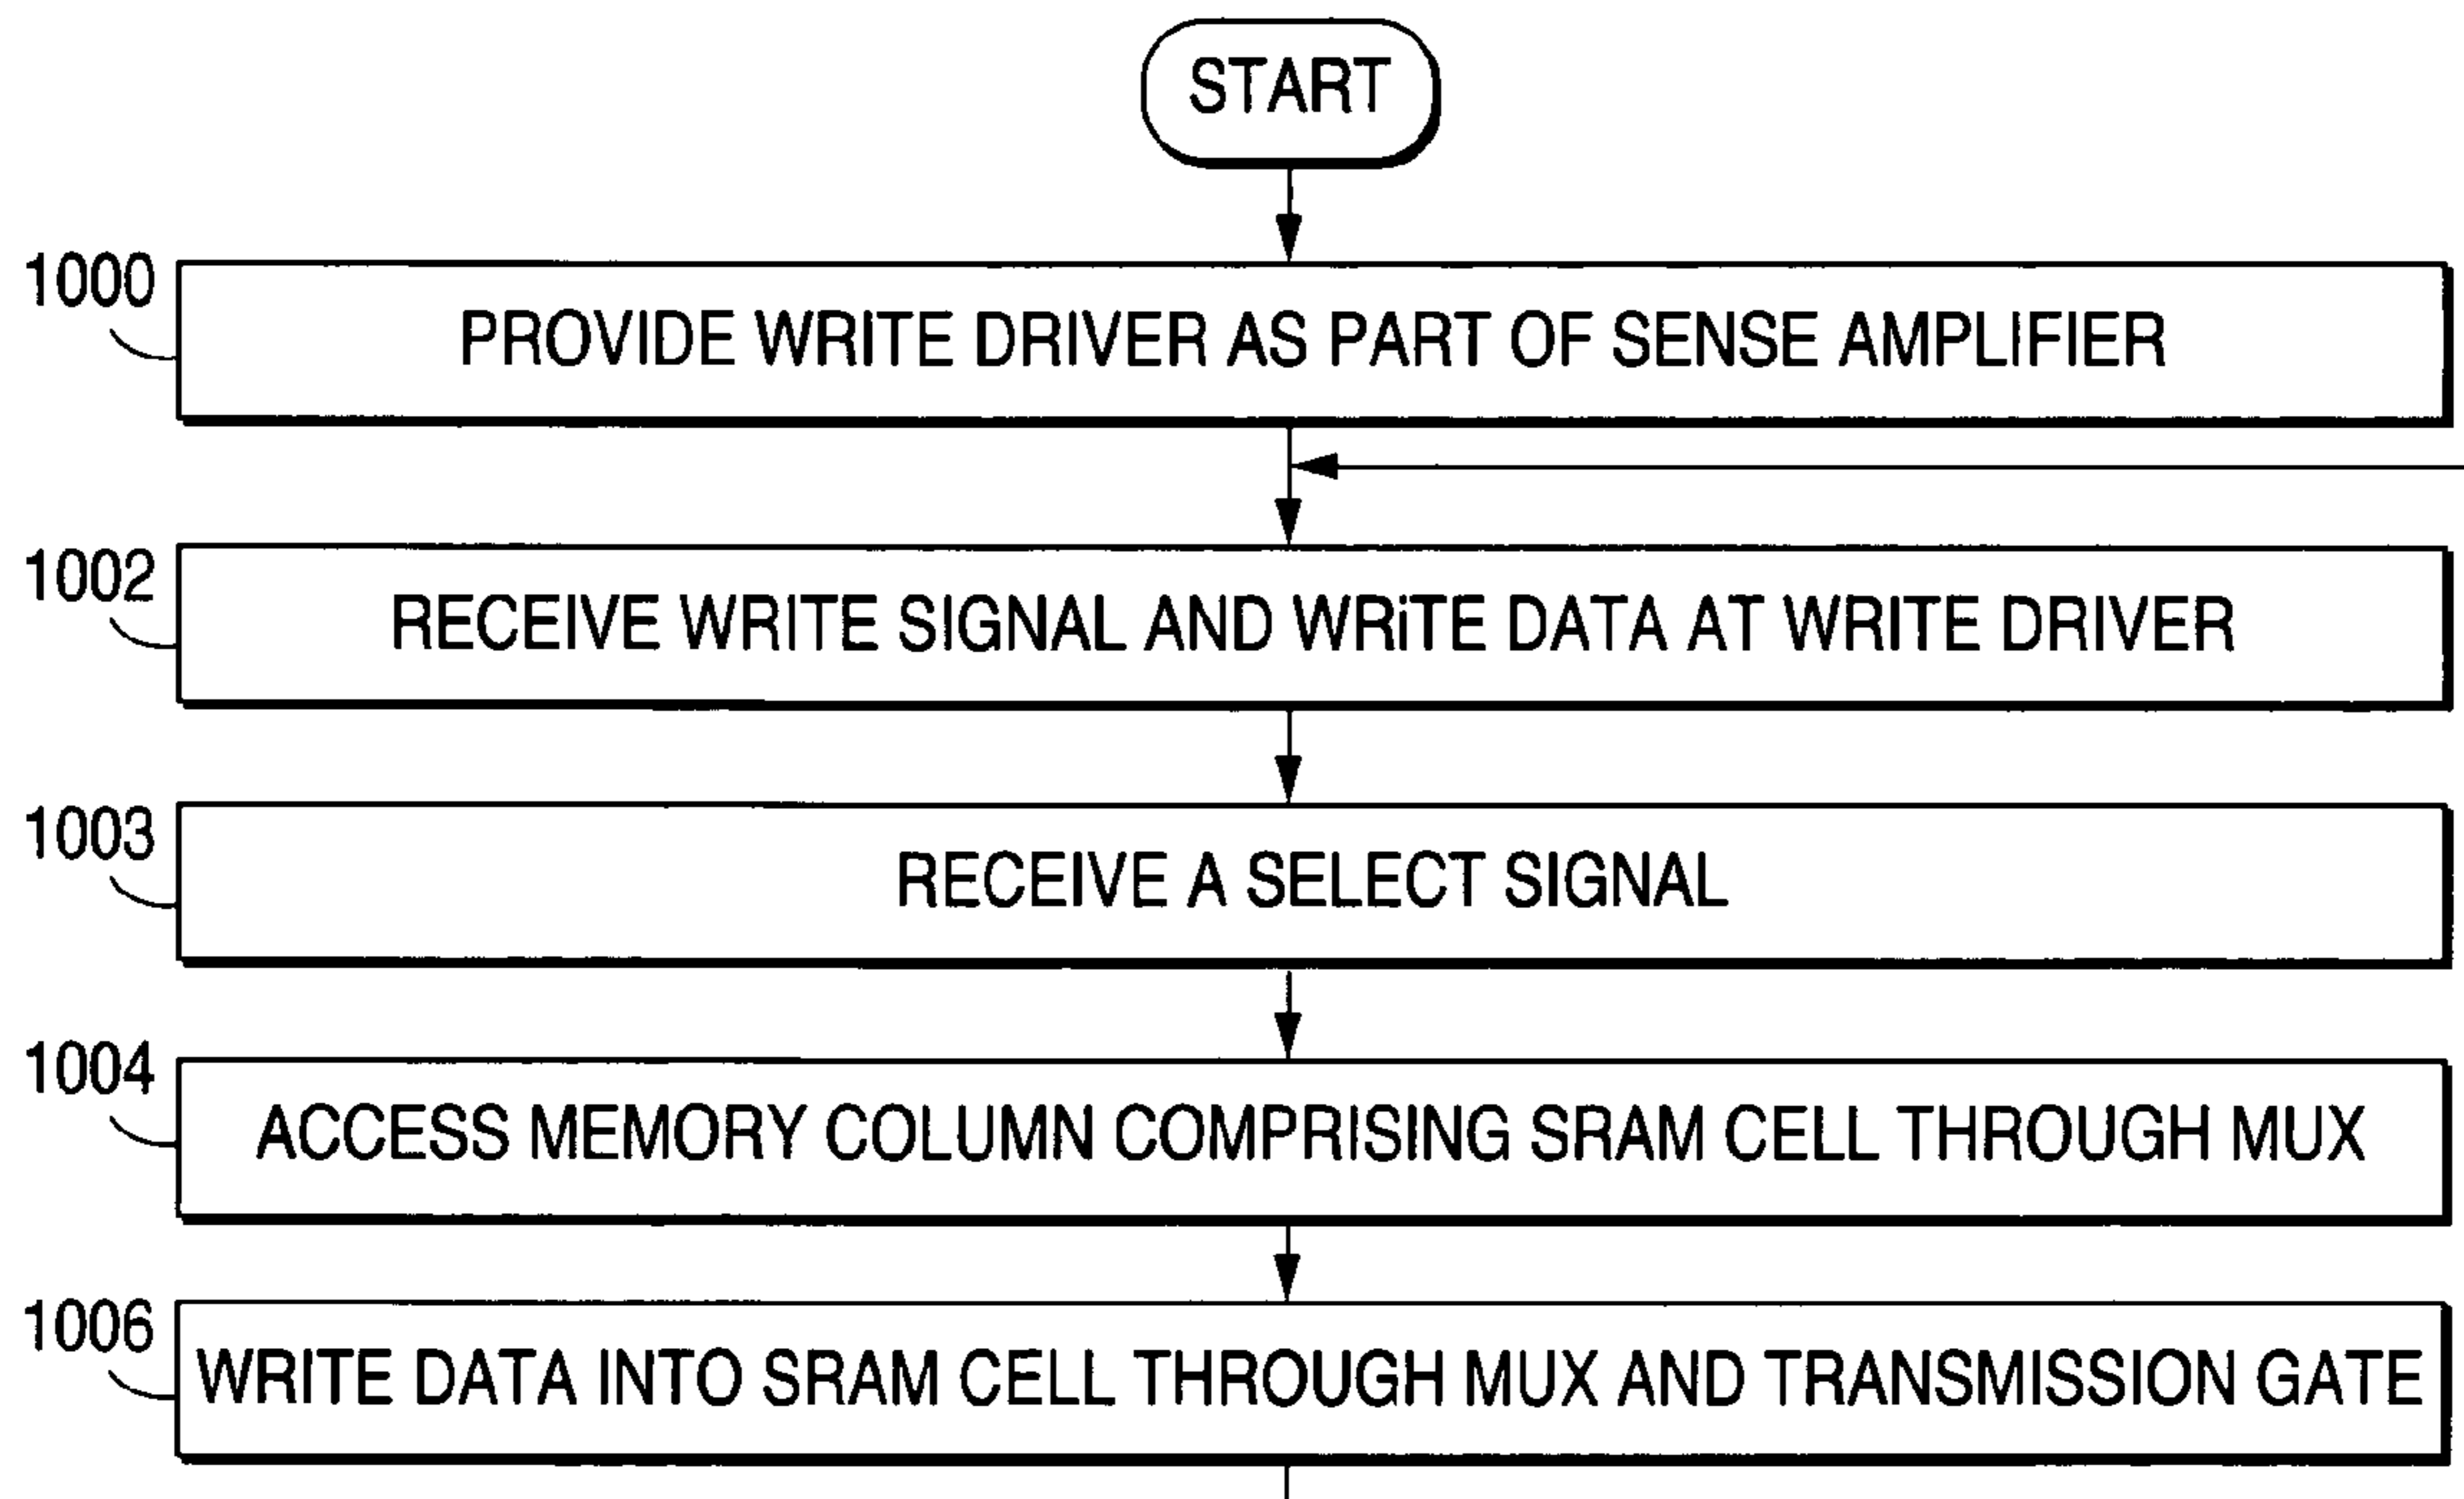 START
1000
PROVIDE WRITE DRIVER AS PART OF SENSE AMPLIFIER
1002
RECEIVE WRITE SIGNAL AND WRITE DATA AT WRITE DRIVER
1003
RECEIVE A SELECT SIGNAL
1004
ACCESS MEMORY COLUMN COMPRISING SRAM CELL THROUGH MUX
1006
WRITE DATA INTO SRAM CELL THROUGH MUX AND TRANSMISSION GATE